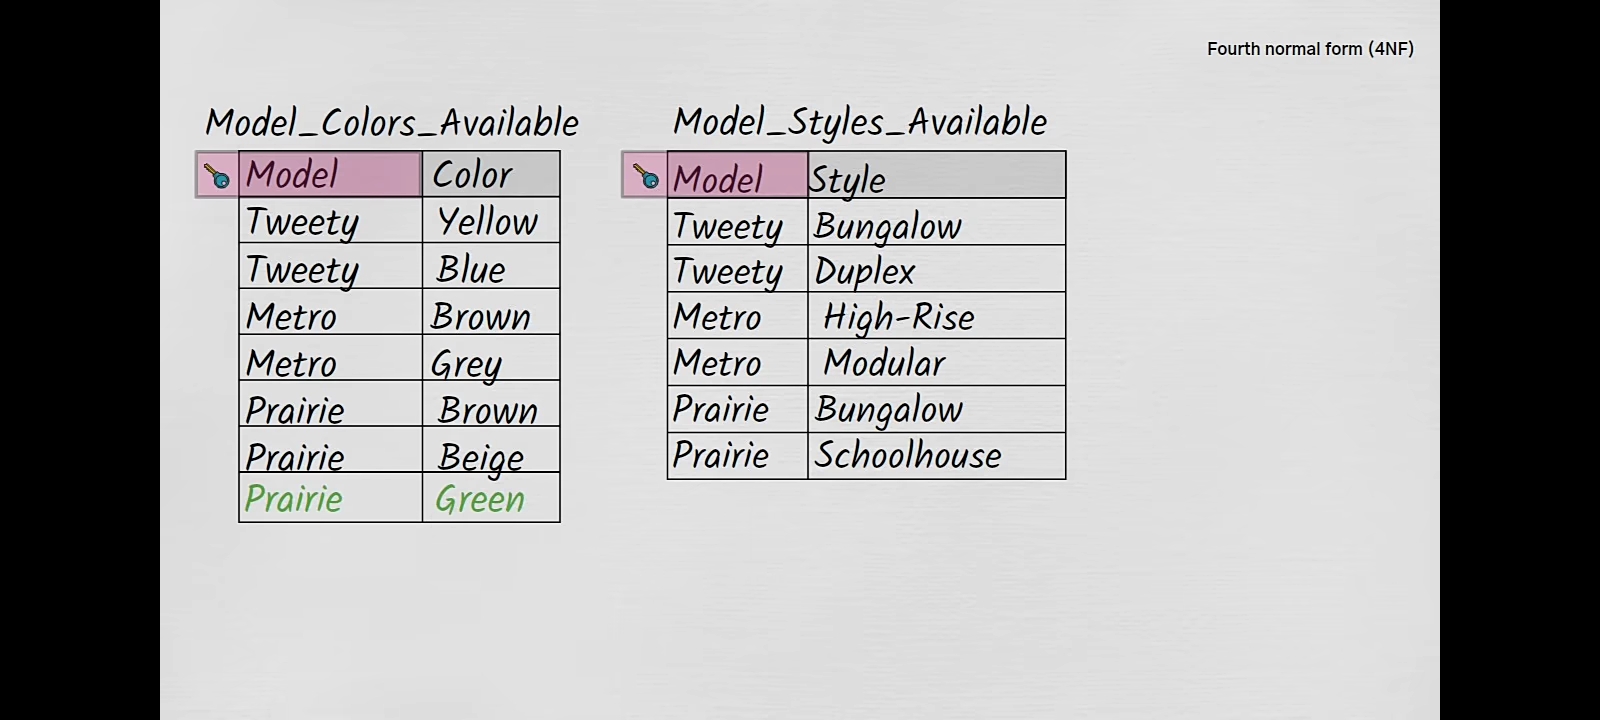 Fourth normal form (4NF)
Model_Colors_Available
Model Color
Tweety Yellow
Tweety Blue
Metro Brown
Metro Grey
Prairie Brown
Prairie Beige
Prairie Green
Model_Styles_Available
Model Style
Tweety Bungalow
Tweety Duplex
Metro High-Rise
Metro Modular
Prairie Bungalow
Prairie Schoolhouse